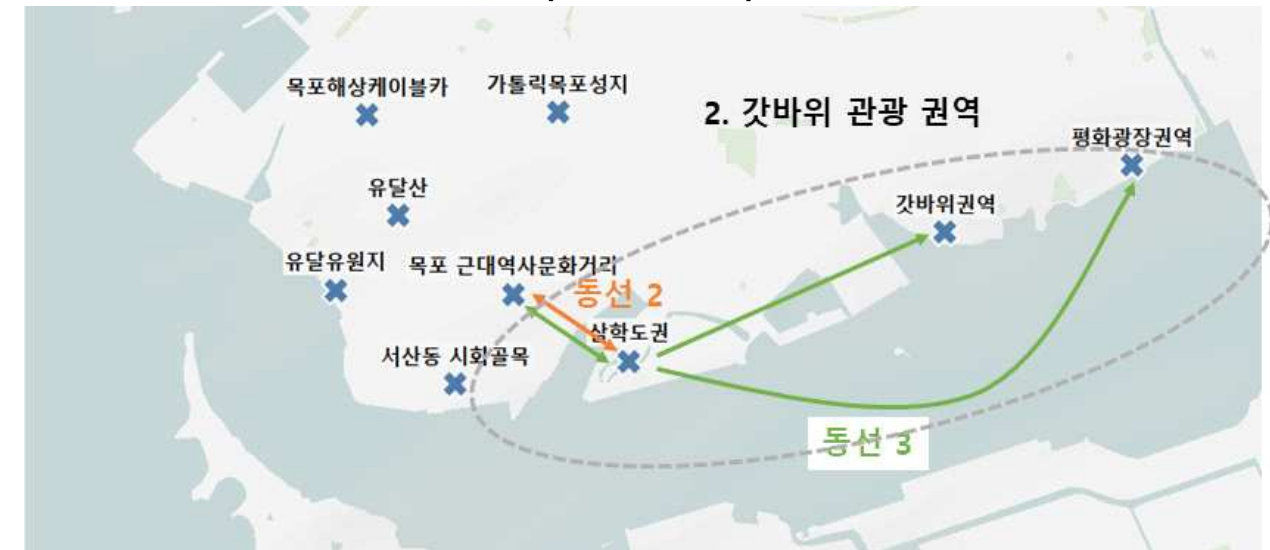 목포해상케이블카
가톨릭목포성지
2. 갓바위 관광 권역
평화광장권역
유달산
갓바위권역
유달유원지
목포 근대역사문화거리
동선 2
삼학도권
서산동 시화골목
동선 3